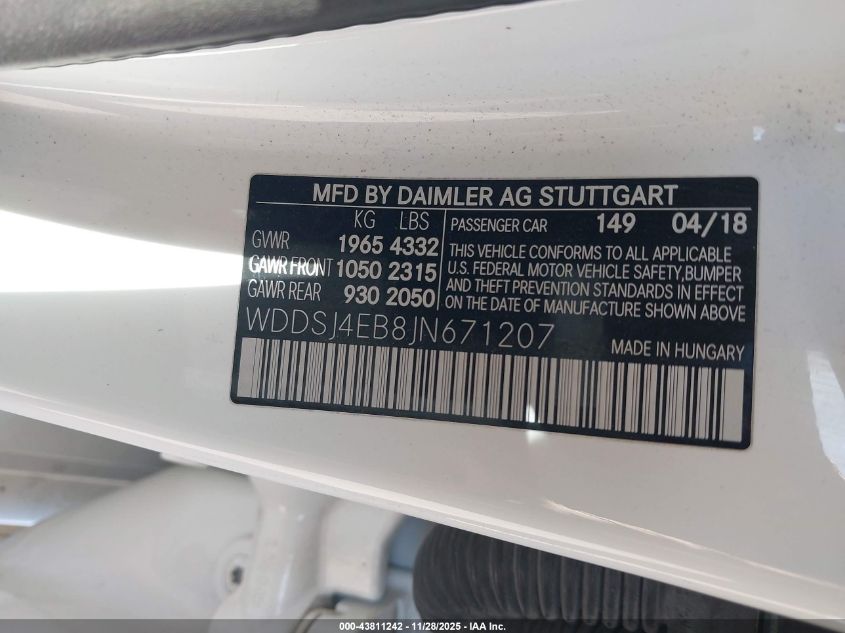 MFD BY DAIMLER AG STUTTGART
KG LBS
GVWR 1965 4332
GAWR FRONT 1050 2315
GAWR REAR 930 2050
PASSENGER CAR 149 04/18
THIS VEHICLE CONFORMS TO ALL APPLICABLE
U.S. FEDERAL MOTOR VEHICLE SAFETY,BUMPER
AND THEFT PREVENTION STANDARDS IN EFFECT
ON THE DATE OF MANUFACTURE SHOWN ABOVE
WDDSJ4EB8JN671207
MADE IN HUNGARY
000-43811242 - 11/28/2025 - IAA Inc.